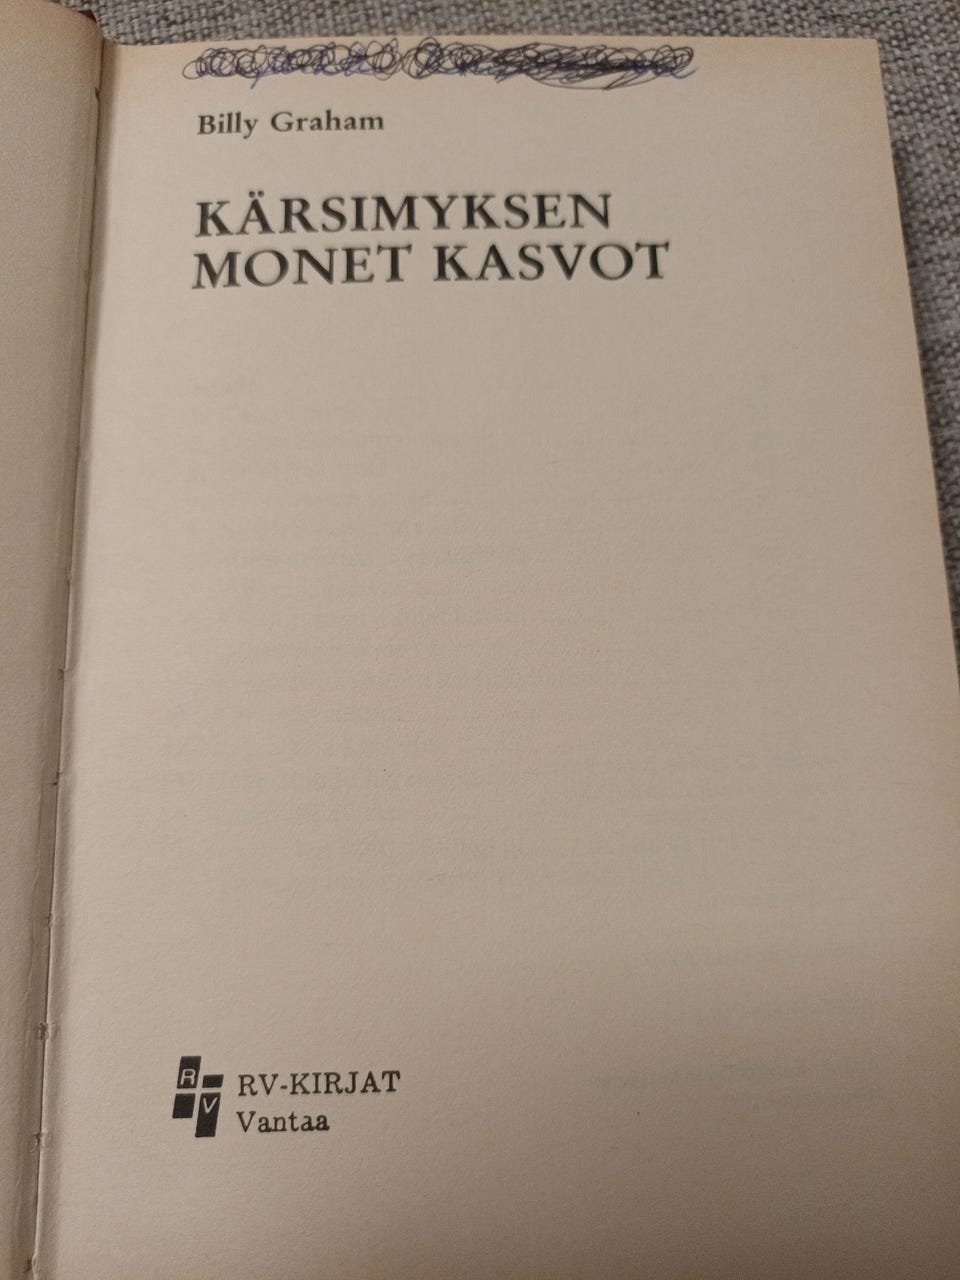 Billy Graham
KÄRSIMYKSEN
MONET KASVOT
R
V
RV-KIRJAT
Vantaa